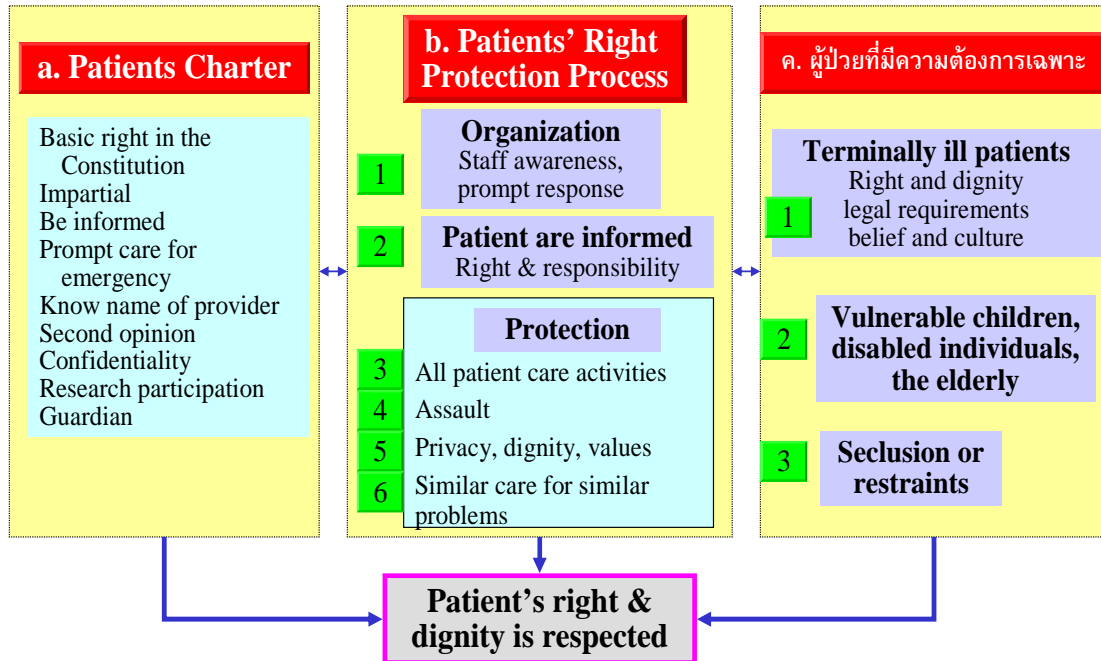 a. Patients Charter
Basic right in the
Constitution
Impartial
Be informed
Prompt care for
emergency
Know name of provider
Second opinion
Confidentiality
Research participation
Guardian
b. Patients’ Right
Protection Process
Organization
1
Staff awareness,
prompt response
2
Patient are informed
Right & responsibility
Protection
3
All patient care activities
4
Assault
5
Privacy, dignity, values
6
Similar care for similar
problems
ค. ผู้ป่วยที่มีความต้องการเฉพาะ
Terminally ill patients
1
Right and dignity
legal requirements
belief and culture
2
Vulnerable children,
disabled individuals,
the elderly
3
Seclusion or
restraints
Patient’s right &
dignity is respected